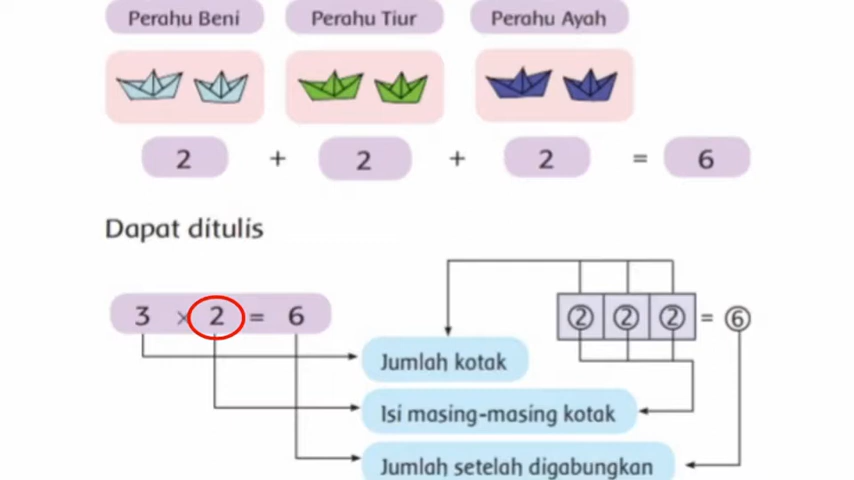 Perahu Beni Perahu Tiur Perahu Ayah
2 + 2 + 2 = 6
Dapat ditulis
3 × 2 = 6
2 2 2 = 6
Jumlah kotak
Isi masing-masing kotak
Jumlah setelah digabungkan